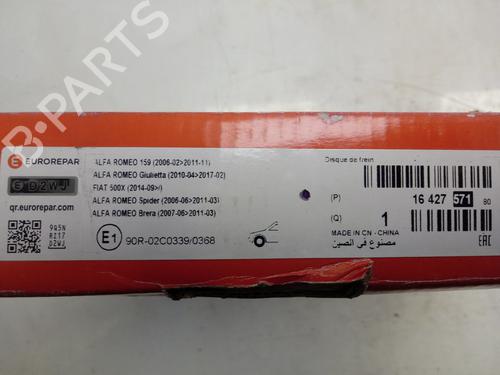 EUROREPAR
E D2WJ
qr.eurorepar.com
9Q5N
RZ17
D2WJ
ALFA ROMEO 159 (2006-02>2011-11)
ALFA ROMEO Giulietta (2010-04>2017-02)
FIAT 500X (2014-09>/)
ALFA ROMEO Spider (2006-06>2011-03)
ALFA ROMEO Brera (2007-06>2011-03)
E1 90R-02C0339/0368
Disque de frein
(P) 16 427 571 80
(Q) 1
MADE IN CN - CHINA
مصنوع في الصين
EAC
B-PARTS